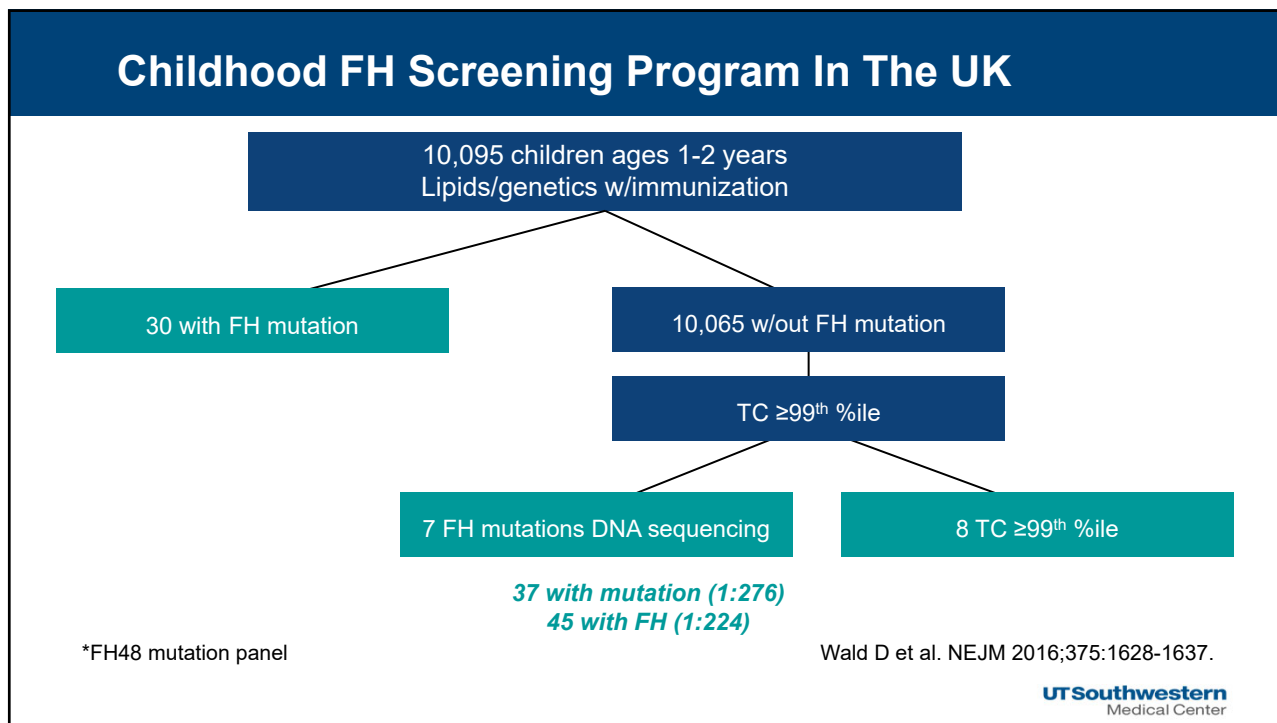 Childhood FH Screening Program In The UK
10,095 children ages 1-2 years
Lipids/genetics w/immunization
30 with FH mutation
10,065 w/out FH mutation
TC ≥99th %ile
7 FH mutations DNA sequencing
8 TC ≥99th %ile
37 with mutation (1:276)
45 with FH (1:224)
*FH48 mutation panel
Wald D et al. NEJM 2016;375:1628-1637.
UTSouthwestern
Medical Center